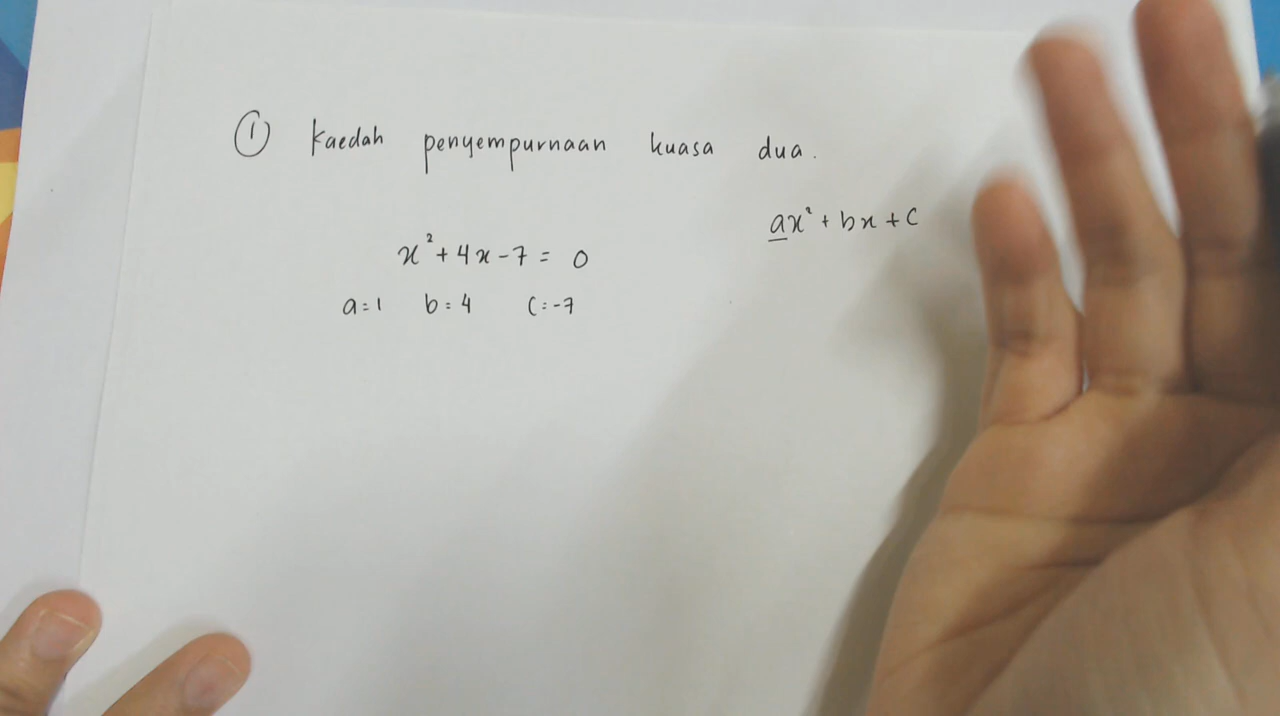 ① Kaedah penyempurnaan kuasa dua.
ax² + bx + c
x² + 4x - 7 = 0
a = 1 b = 4 c = -7